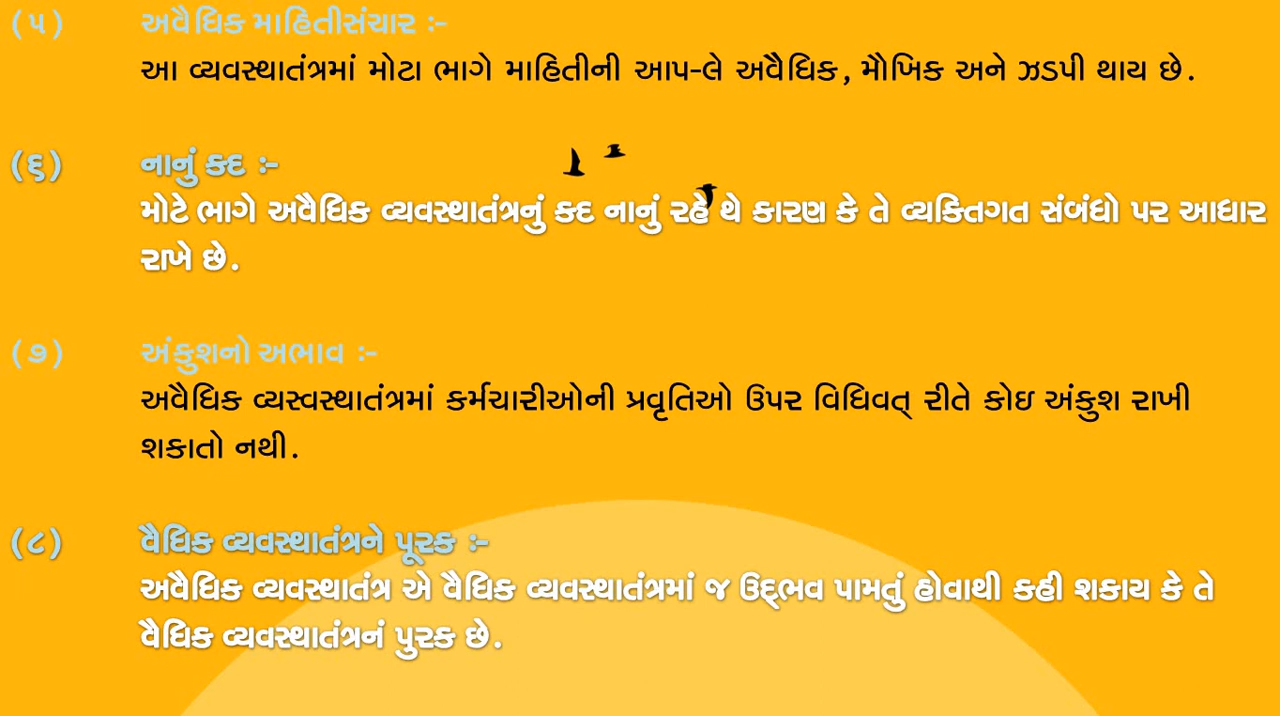 (૫) અવૈધિક માહિતીસંચાર :-
આ વ્યવસ્થાતંત્રમાં મોટા ભાગે માહિતીની આપ-લે અવૈધિક, મૌખિક અને ઝડપી થાય છે.
(૬) નાનું કદ :-
મોટે ભાગે અવૈધિક વ્યવસ્થાતંત્રનું કદ નાનું રહે થે કારણ કે તે વ્યક્તિગત સંબંધો પર આધાર
રાખે છે.
(૭) અંકુશનો અભાવ :-
અવૈધિક વ્યસ્વસ્થાતંત્રમાં કર્મચારીઓની પ્રવૃતિઓ ઉપર વિધિવત્ રીતે કોઇ અંકુશ રાખી
શકાતો નથી.
(૮) વૈધિક વ્યવસ્થાતંત્રને પૂરક :-
અવૈધિક વ્યવસ્થાતંત્ર એ વૈધિક વ્યવસ્થાતંત્રમાં જ ઉદ્‌ભવ પામતું હોવાથી કહી શકાય કે તે
વૈધિક વ્યવસ્થાતંત્રનં પુરક છે.